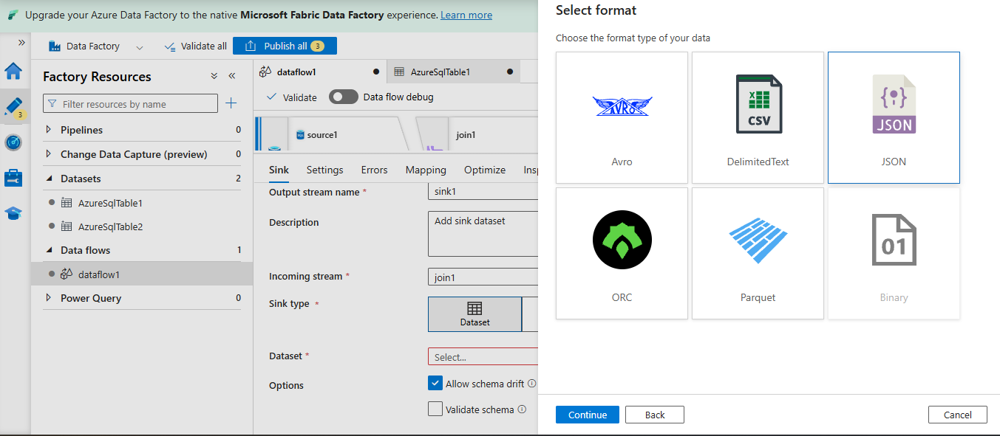 Upgrade your Azure Data Factory to the native Microsoft Fabric Data Factory experience. Learn more
Data Factory
Validate all
Publish all 3
3
Factory Resources
Filter resources by name
Pipelines 0
Change Data Capture (preview) 0
Datasets 2
AzureSqlTable1
AzureSqlTable2
Data flows 1
dataflow1
Power Query 0
dataflow1
AzureSqlTable1
Validate
Data flow debug
source1
join1
Sink Settings Errors Mapping Optimize Insp
Output stream name * sink1
Description Add sink dataset
Incoming stream * join1
Sink type *
Dataset
Dataset * Select...
Options Allow schema drift
Validate schema
Select format
Choose the format type of your data
AVRO
Avro
CSV
DelimitedText
JSON
JSON
ORC
Parquet
01
Binary
Continue Back Cancel